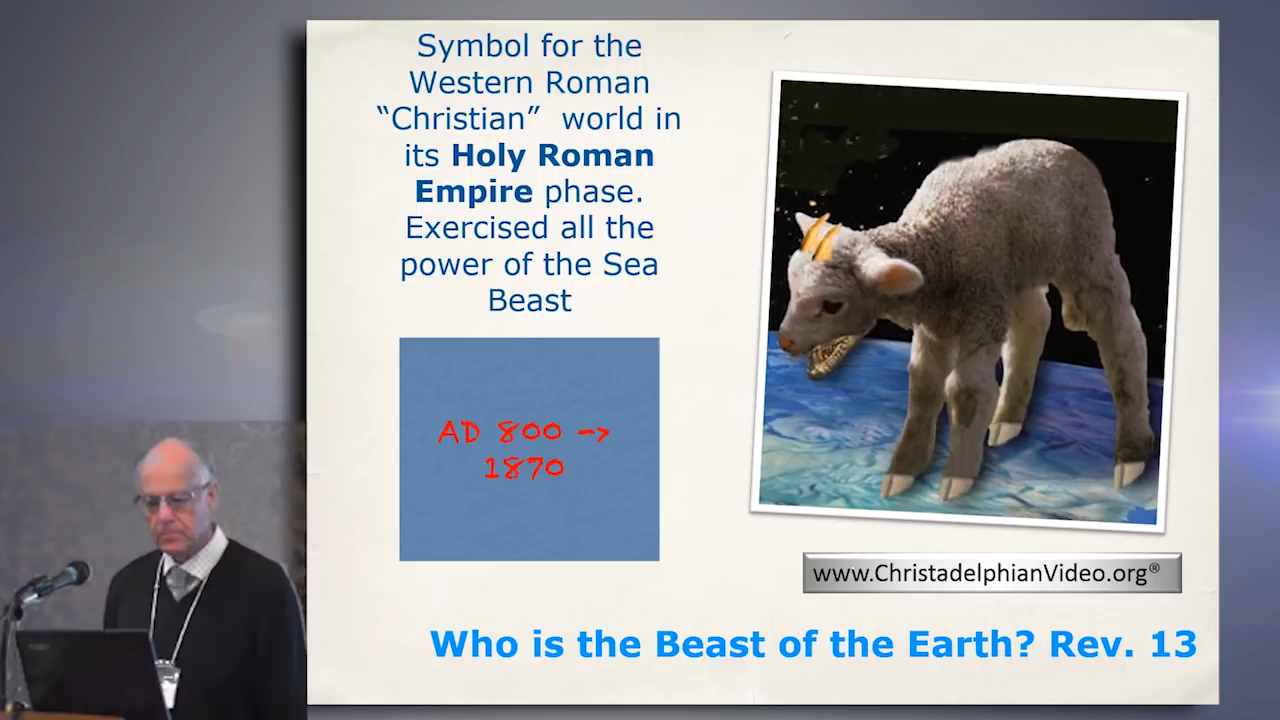 Symbol for the
Western Roman
“Christian” world in
its Holy Roman
Empire phase.
Exercised all the
power of the Sea
Beast
AD 800 ->
1870
www.ChristadelphianVideo.org®
Who is the Beast of the Earth? Rev. 13